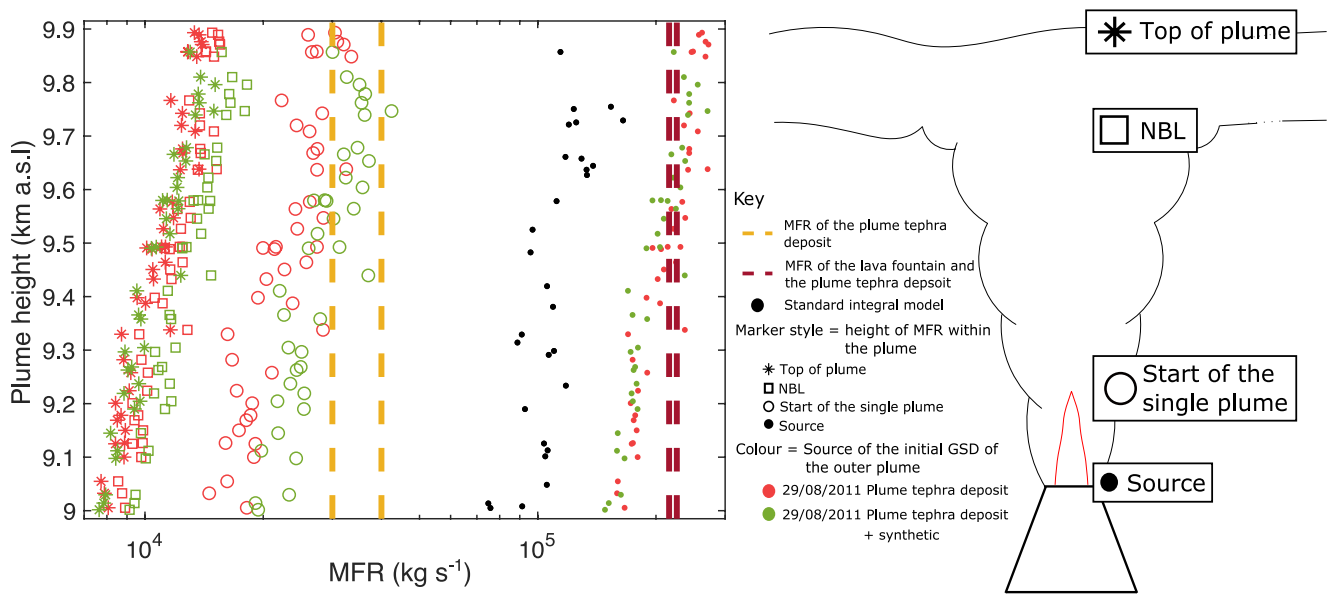 9.9
9.8
9.7
9.6
9.5
9.4
9.3
9.2
9.1
9
Plume height (km a.s.l)
10⁴
10⁵
MFR (kg s⁻¹)
Key
MFR of the plume tephra
deposit
MFR of the lava fountain and
the plume tephra depsoit
Standard integral model
Marker style = height of MFR within
the plume
Top of plume
NBL
Start of the single plume
Source
Colour = Source of the initial GSD of
the outer plume
29/08/2011 Plume tephra deposit
29/08/2011 Plume tephra deposit
+ synthetic
Top of plume
NBL
Start of the
single plume
Source